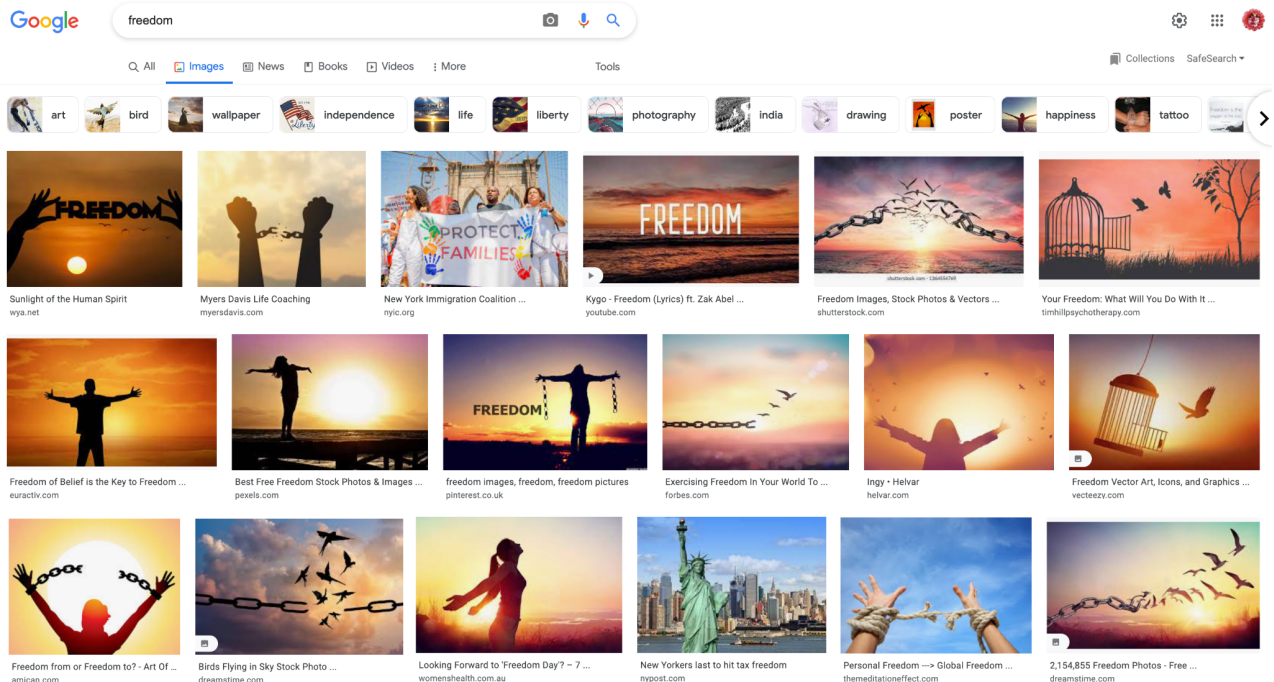 Google
freedom
All
Images
News
Books
Videos
More
Tools
Collections
SafeSearch
art
bird
wallpaper
independence
life
liberty
photography
india
drawing
poster
happiness
tattoo
FREEDOM
PROTECT
FAMILIES
FREEDOM
shutterstock.com
Sunlight of the Human Spirit
wya.net
Myers Davis Life Coaching
myersdavis.com
New York Immigration Coalition ...
nyic.org
Kygo - Freedom (Lyrics) ft. Zak Abel ...
youtube.com
Freedom Images, Stock Photos & Vectors ...
shutterstock.com
Your Freedom: What Will You Do With It ...
timhillpsychotherapy.com
FREEDOM
Freedom of Belief is the Key to Freedom ...
euractiv.com
Best Free Freedom Stock Photos & Images ...
pexels.com
freedom images, freedom, freedom pictures
pinterest.co.uk
Exercising Freedom In Your World To ...
forbes.com
Ingy • Helvar
helvar.com
Freedom Vector Art, Icons, and Graphics ...
vecteezy.com
Freedom from or Freedom to? - Art Of ...
amican.com
Birds Flying in Sky Stock Photo ...
dreamstime.com
Looking Forward to 'Freedom Day'? – 7 ...
womenshealth.com.au
New Yorkers last to hit tax freedom
nypost.com
Personal Freedom —> Global Freedom ...
themeditationeffect.com
2,154,855 Freedom Photos - Free ...
dreamstime.com